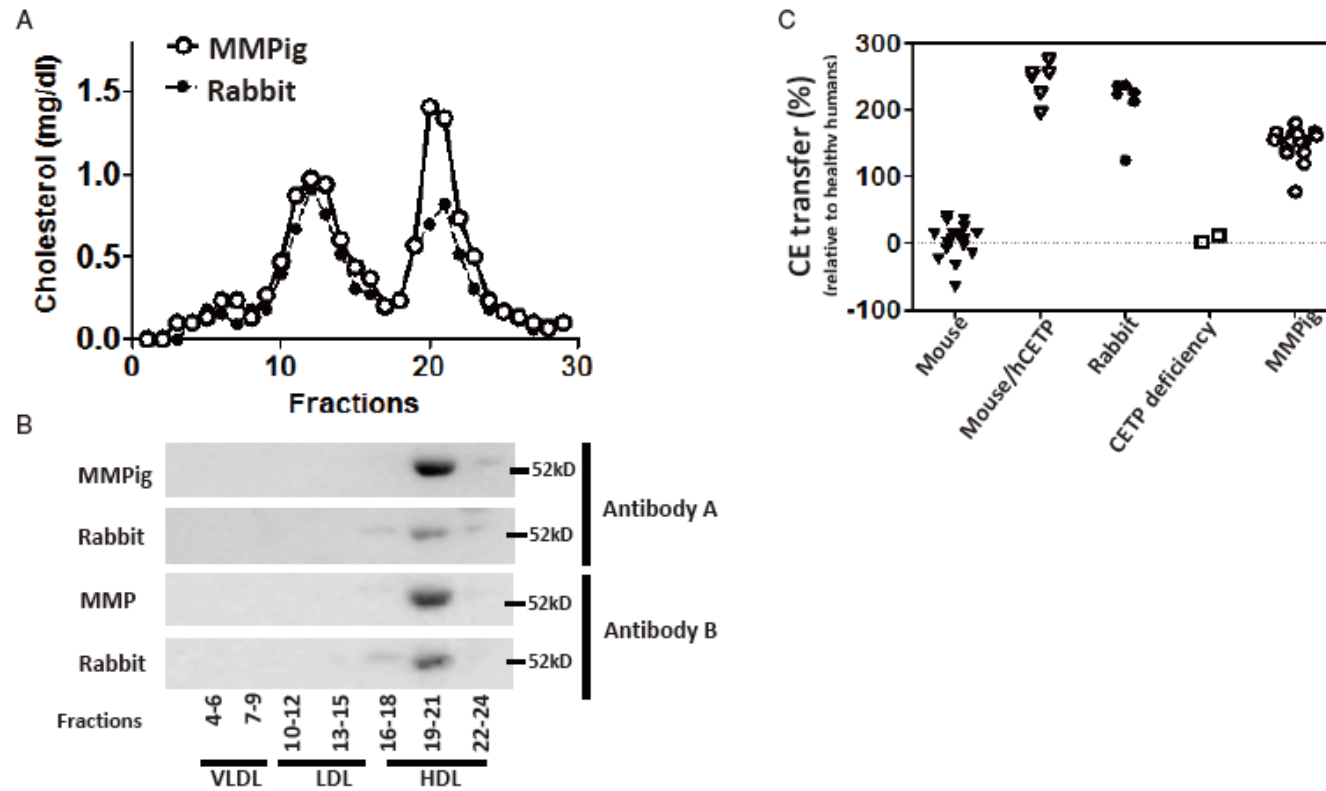 A
MMPig
Rabbit
Cholesterol (mg/dl)
1.5
1.0
0.5
0.0
0 10 20 30
Fractions
B
MMPig
52kD
Rabbit
52kD
Antibody A
MMP
52kD
Rabbit
52kD
Antibody B
Fractions
4-6 7-9 10-12 13-15 16-18 19-21 22-24
VLDL LDL HDL
C
CE transfer (%)
(relative to healthy humans)
300
200
100
0
-100
Mouse
Mouse/hCETP
Rabbit
CETP deficiency
MMPig